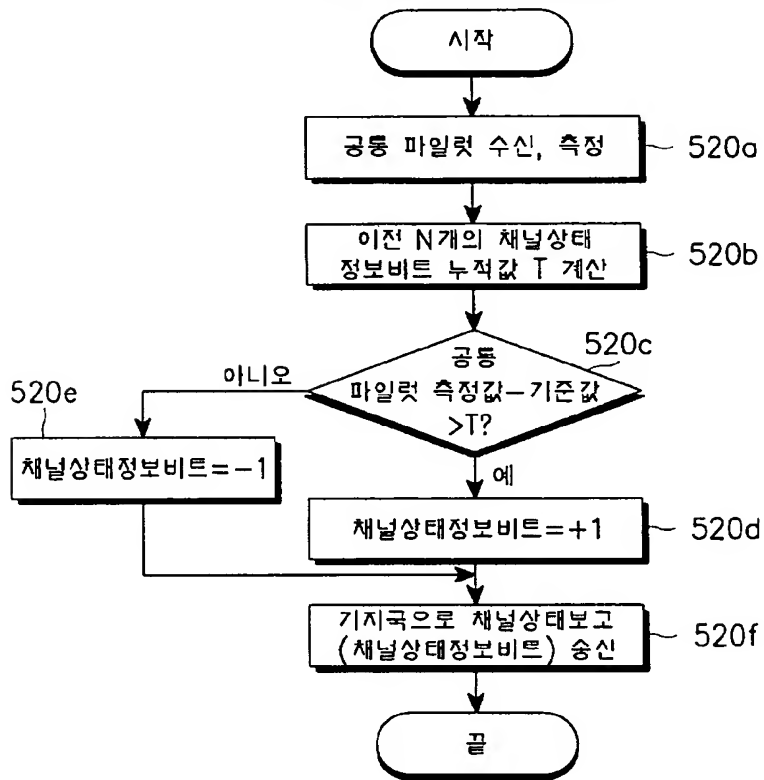 시작
공통 파일럿 수신, 측정
520a
이전 N개의 채널상태
정보비트 누적값 T 계산
520b
공통
파일럿 측정값-기준값
>T?
520c
아니오
520e
채널상태정보비트=-1
예
채널상태정보비트=+1
520d
기지국으로 채널상태보고
(채널상태정보비트) 송신
520f
끝